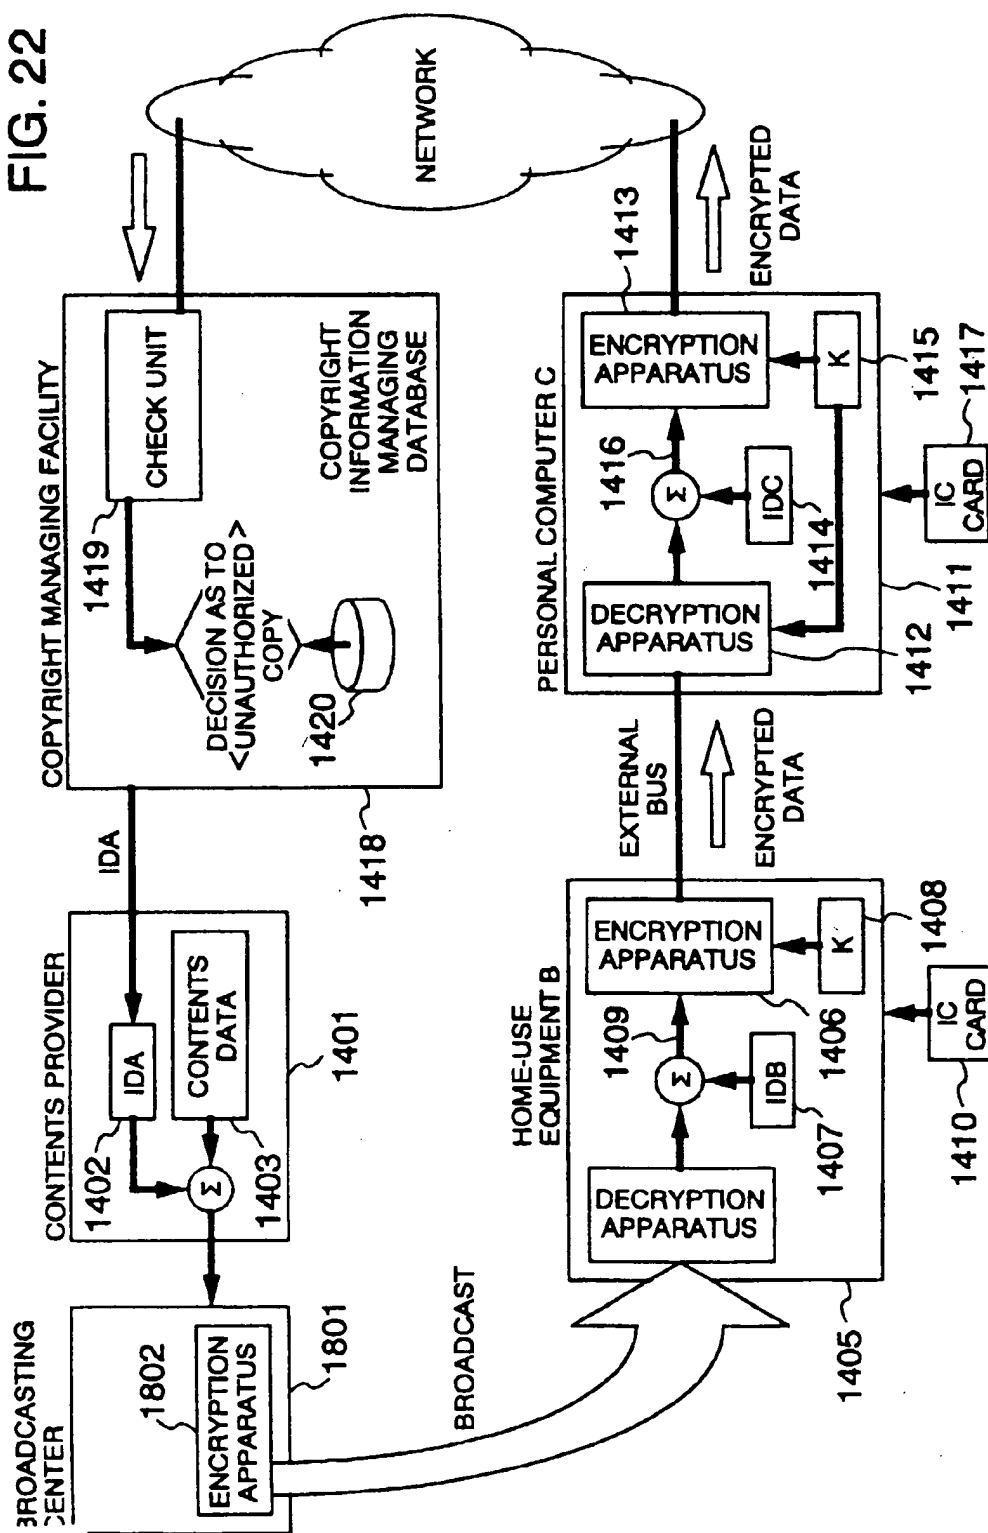 FIG. 22
BROADCASTING
CENTER
1802
ENCRYPTION
APPARATUS
1801
BROADCAST
CONTENTS PROVIDER
1402
IDA
CONTENTS
DATA
Σ
1403
1401
IDA
COPYRIGHT MANAGING FACILITY
1419
CHECK UNIT
DECISION AS TO
<UNAUTHORIZED>
COPY
1420
COPYRIGHT
INFORMATION
MANAGING
DATABASE
1418
NETWORK
HOME-USE
EQUIPMENT B
DECRYPTION
APPARATUS
Σ
1409
ENCRYPTION
APPARATUS
IDB
1407
1406
K
1408
1405
IC
CARD
1410
EXTERNAL
BUS
ENCRYPTED
DATA
PERSONAL COMPUTER C
DECRYPTION
APPARATUS
1412
Σ
1416
ENCRYPTION
APPARATUS
1413
IDC
1414
K
1415
1411
IC
CARD
1417
ENCRYPTED
DATA